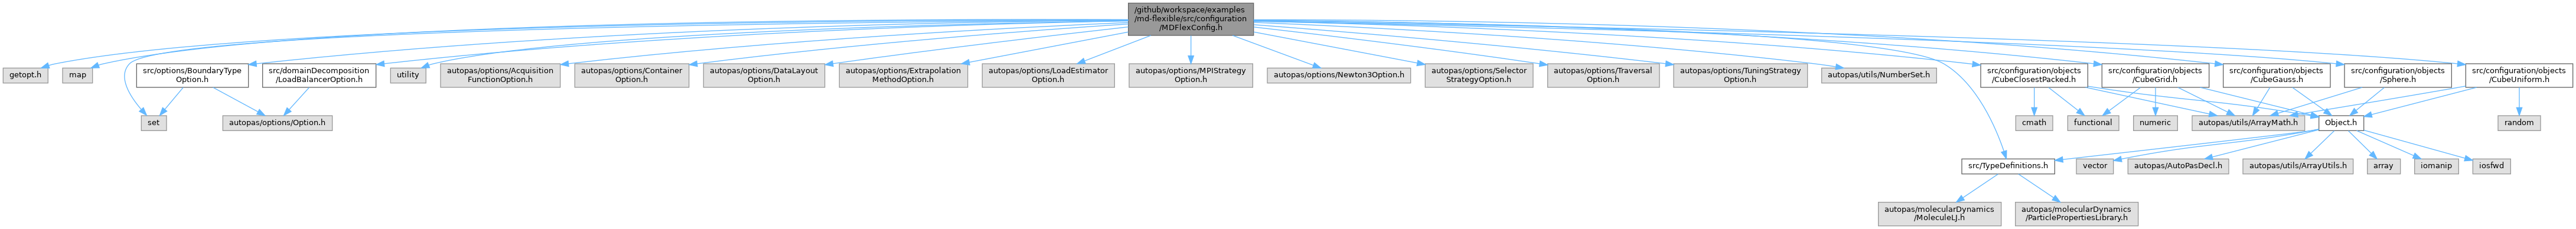 /github/workspace/examples
/md-flexible/src/configuration
/MDFlexConfig.h
getopt.h
map
src/options/BoundaryType
Option.h
src/domainDecomposition
/LoadBalancerOption.h
utility
autopas/options/Acquisition
FunctionOption.h
autopas/options/Container
Option.h
autopas/options/DataLayout
Option.h
autopas/options/Extrapolation
MethodOption.h
autopas/options/LoadEstimator
Option.h
autopas/options/MPIStrategy
Option.h
autopas/options/Newton3Option.h
autopas/options/Selector
StrategyOption.h
autopas/options/Traversal
Option.h
autopas/options/TuningStrategy
Option.h
autopas/utils/NumberSet.h
src/configuration/objects
/CubeClosestPacked.h
src/configuration/objects
/CubeGrid.h
src/configuration/objects
/CubeGauss.h
src/configuration/objects
/Sphere.h
src/configuration/objects
/CubeUniform.h
set
autopas/options/Option.h
cmath
functional
numeric
autopas/utils/ArrayMath.h
Object.h
random
src/TypeDefinitions.h
vector
autopas/AutoPasDecl.h
autopas/utils/ArrayUtils.h
array
iomanip
iosfwd
autopas/molecularDynamics
/MoleculeLJ.h
autopas/molecularDynamics
/ParticlePropertiesLibrary.h